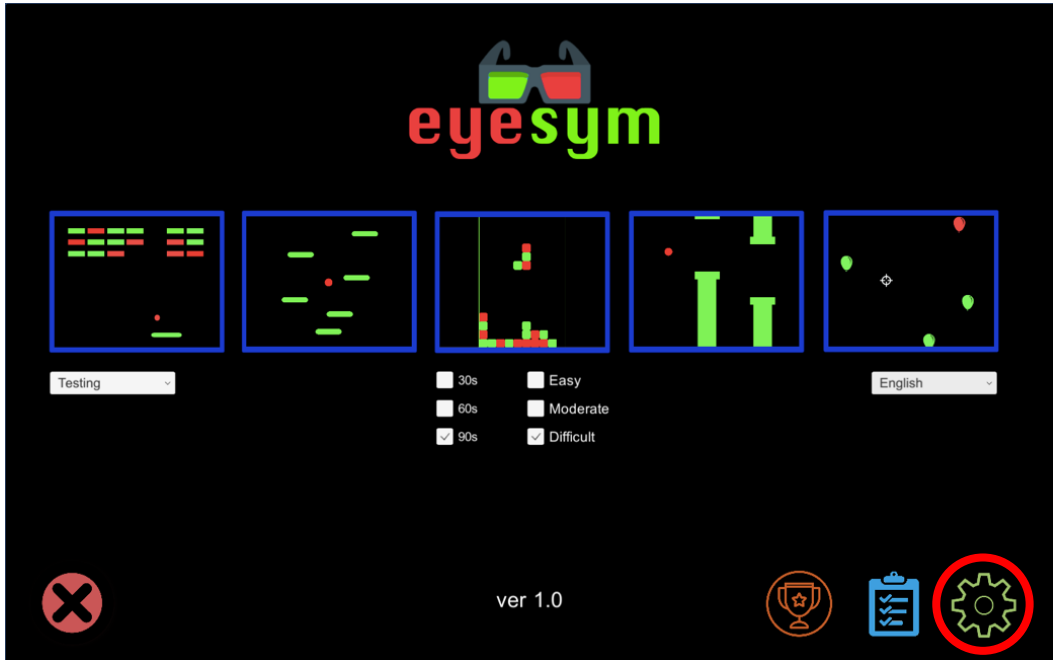 eyesym
Testing
30s
Easy
English
60s
Moderate
90s
Difficult
ver 1.0